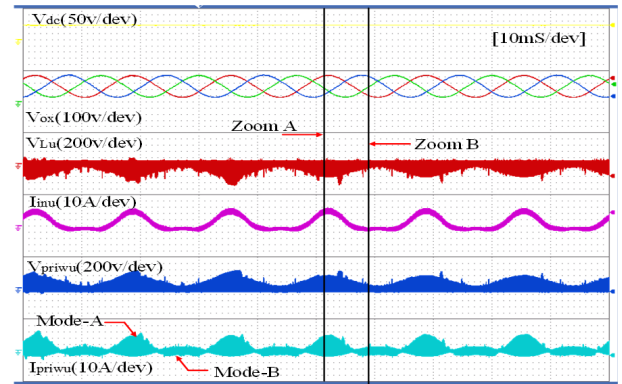 Vdc(50v/dev)
[10mS/dev]
Vox(100v/dev)
Zoom A
VLu(200v/dev)
Zoom B
Iinu(10A/dev)
Vpriwu(200v/dev)
Mode-A
Mode-B
Ipriwu(10A/dev)